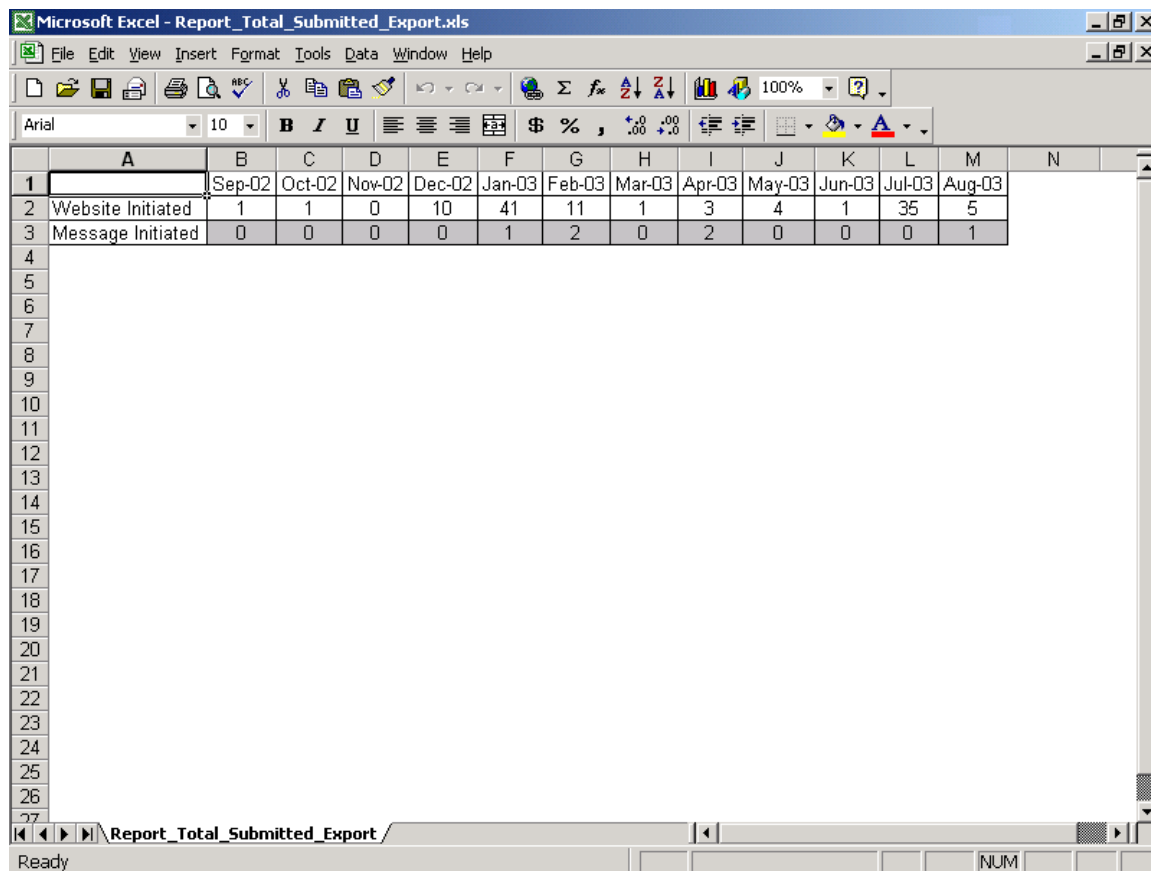 Microsoft Excel - Report_Total_Submitted_Export.xls
File Edit View Insert Format Tools Data Window Help
100%
Arial 10 B I U $ % ,
A B C D E F G H I J K L M N
1 Sep-02 Oct-02 Nov-02 Dec-02 Jan-03 Feb-03 Mar-03 Apr-03 May-03 Jun-03 Jul-03 Aug-03
2 Website Initiated 1 1 0 10 41 11 1 3 4 1 35 5
3 Message Initiated 0 0 0 0 1 2 0 2 0 0 0 1
4
5
6
7
8
9
10
11
12
13
14
15
16
17
18
19
20
21
22
23
24
25
26
27
Report_Total_Submitted_Export
Ready NUM